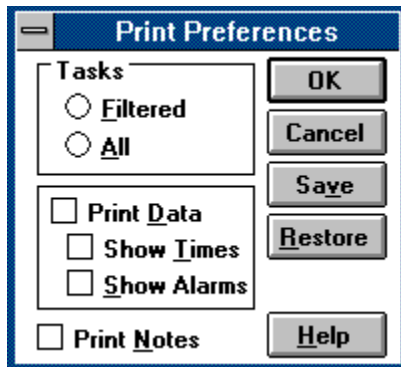 Print Preferences
Tasks
Filtered
All
Print Data
Show Times
Show Alarms
Print Notes
OK
Cancel
Save
Restore
Help